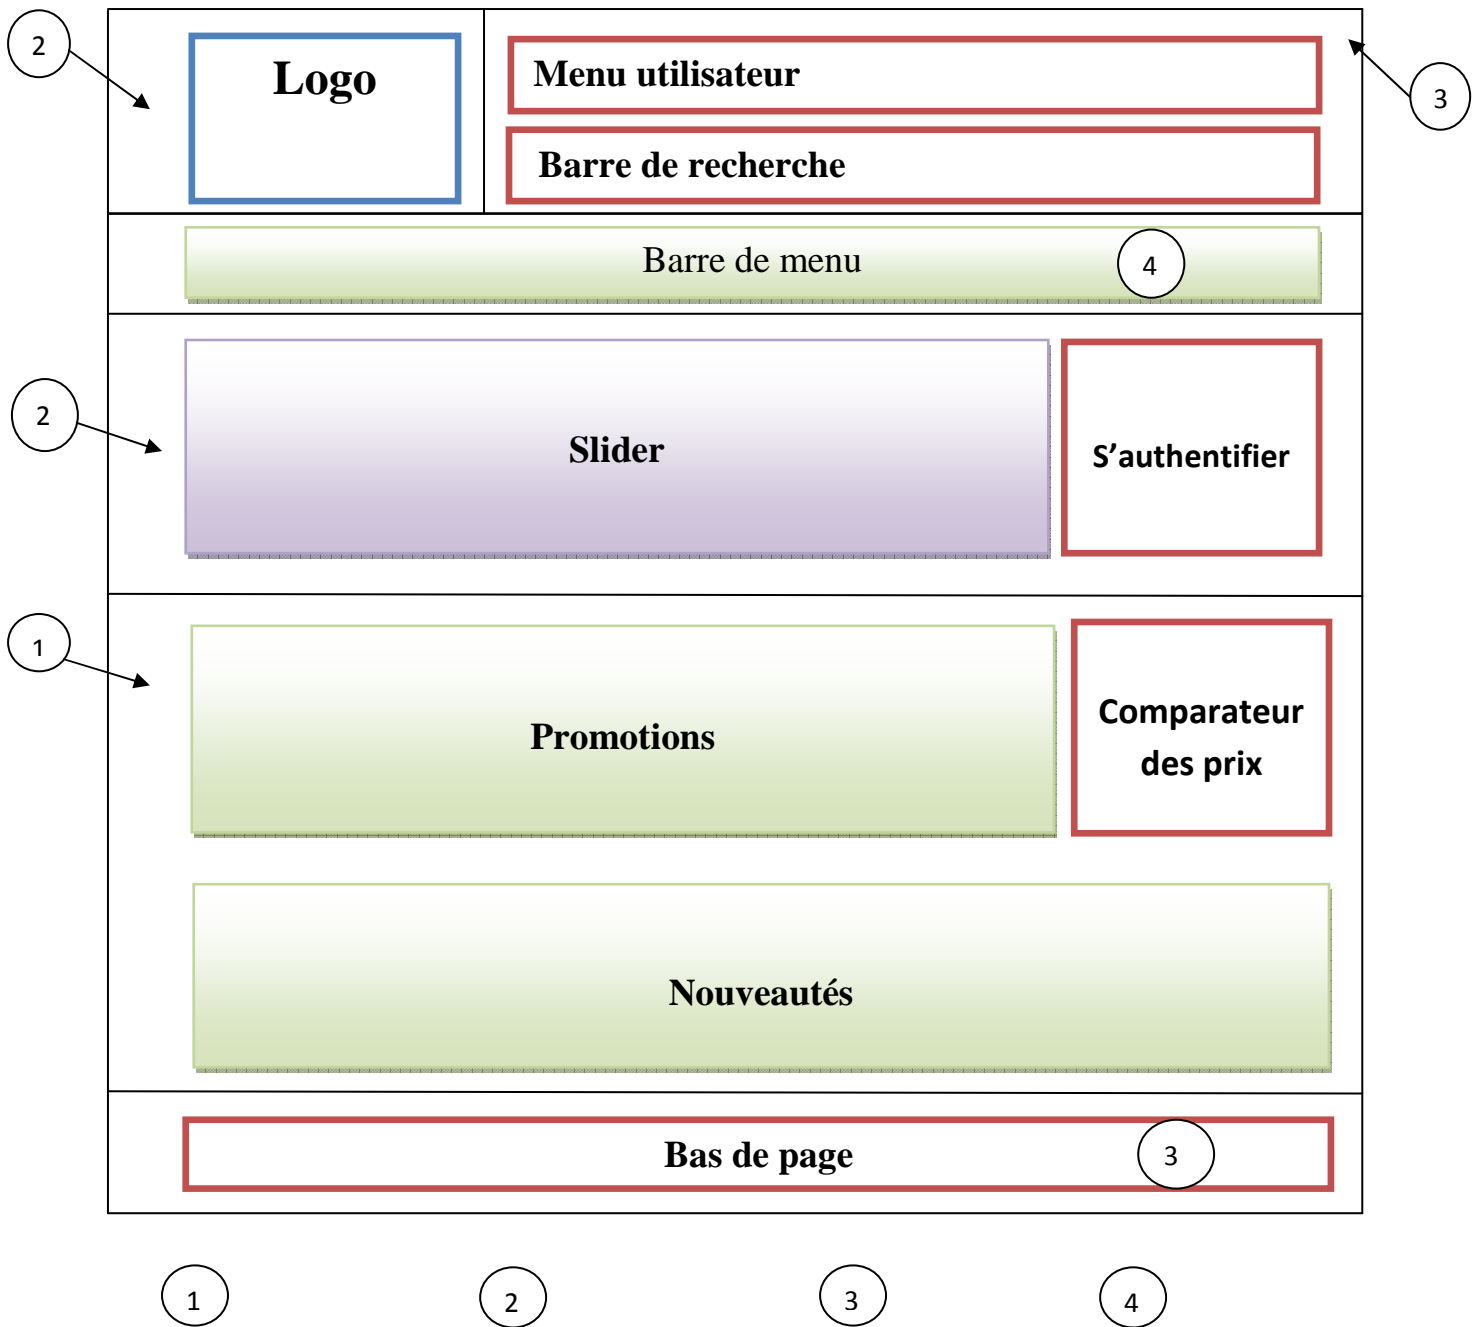 2
Logo
Menu utilisateur
3
Barre de recherche
Barre de menu
4
2
Slider
S’authentifier
1
Promotions
Comparateur
des prix
Nouveautés
Bas de page
3
1
2
3
4